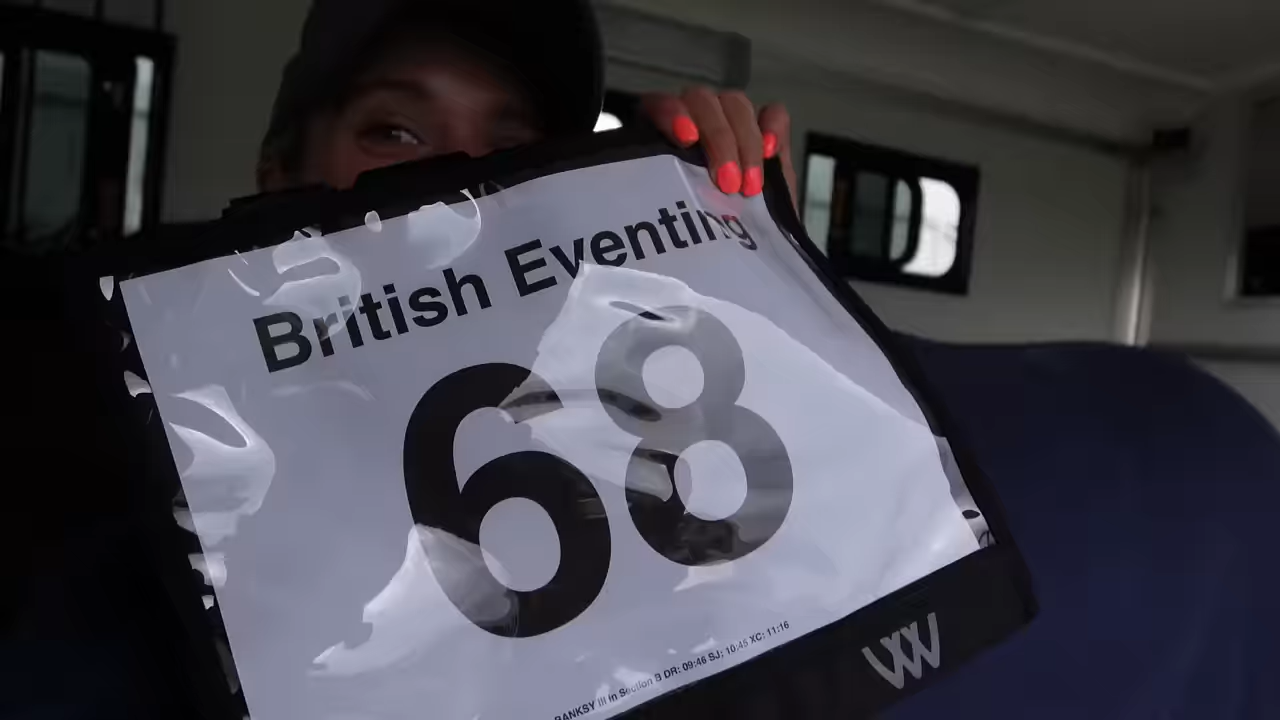 British Eventing
68
BANKSY III in Section B DR: 09:46 SJ: 10:45 XC: 11:16
W